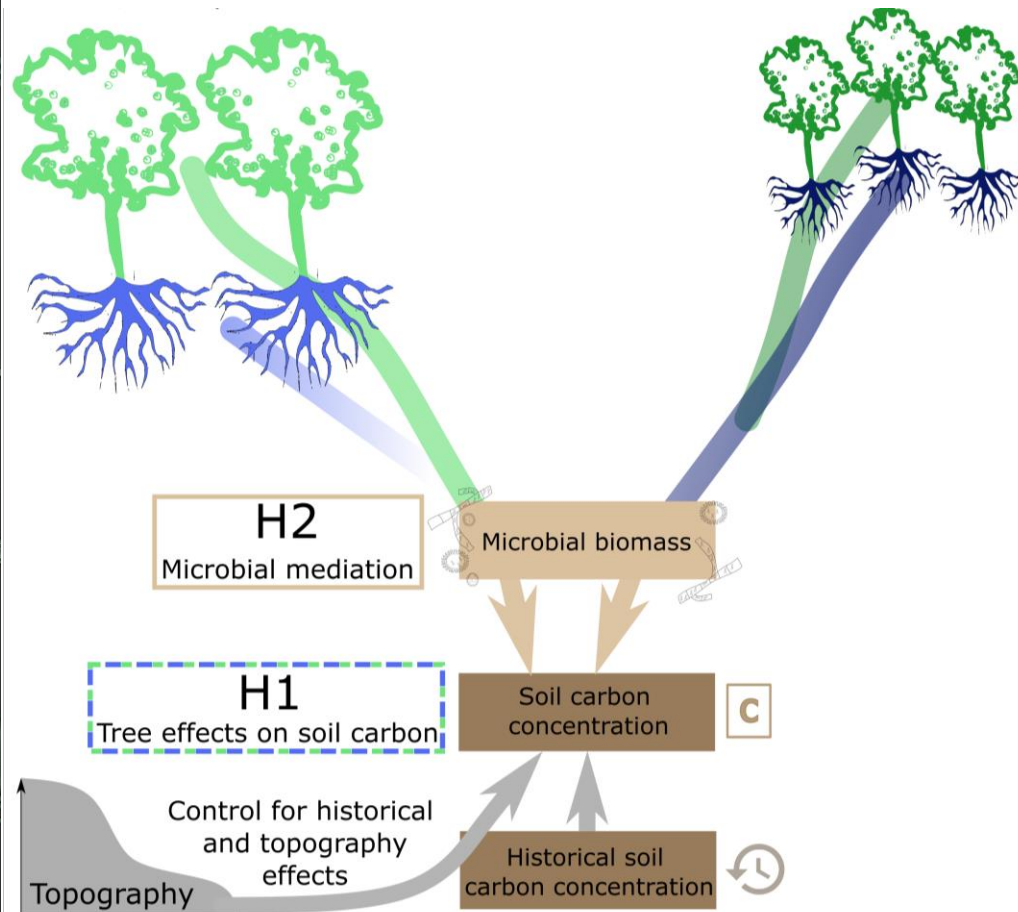 H2
Microbial mediation
Microbial biomass
H1
Tree effects on soil carbon
Soil carbon
concentration
C
Control for historical
and topography
effects
Topography
Historical soil
carbon concentration